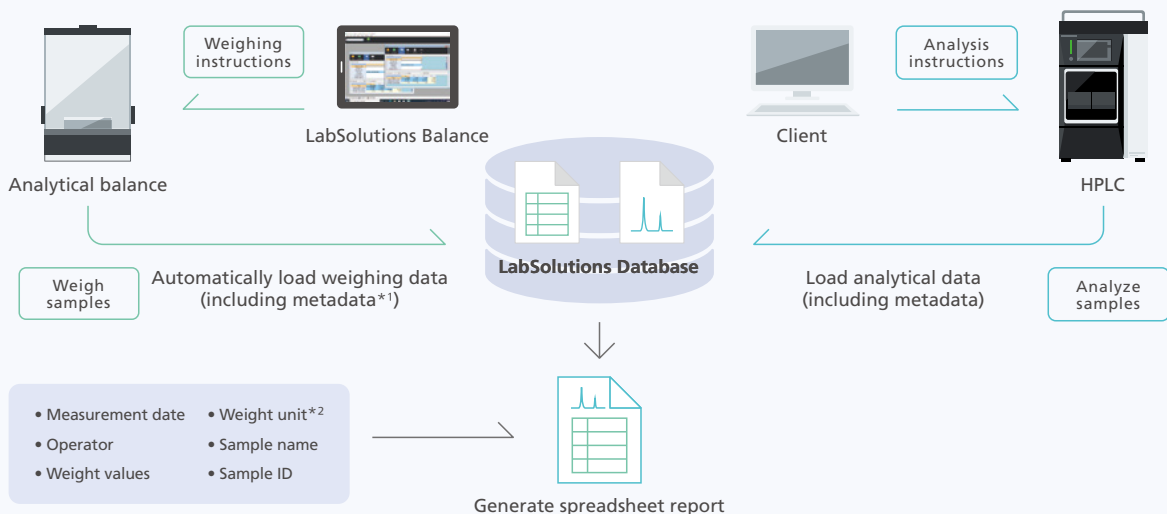 Weighing
instructions
LabSolutions Balance
Analytical balance
Client
Analysis
instructions
HPLC
LabSolutions Database
Weigh
samples
Automatically load weighing data
(including metadata*1)
Load analytical data
(including metadata)
Analyze
samples
• Measurement date
• Operator
• Weight values
• Weight unit*2
• Sample name
• Sample ID
Generate spreadsheet report